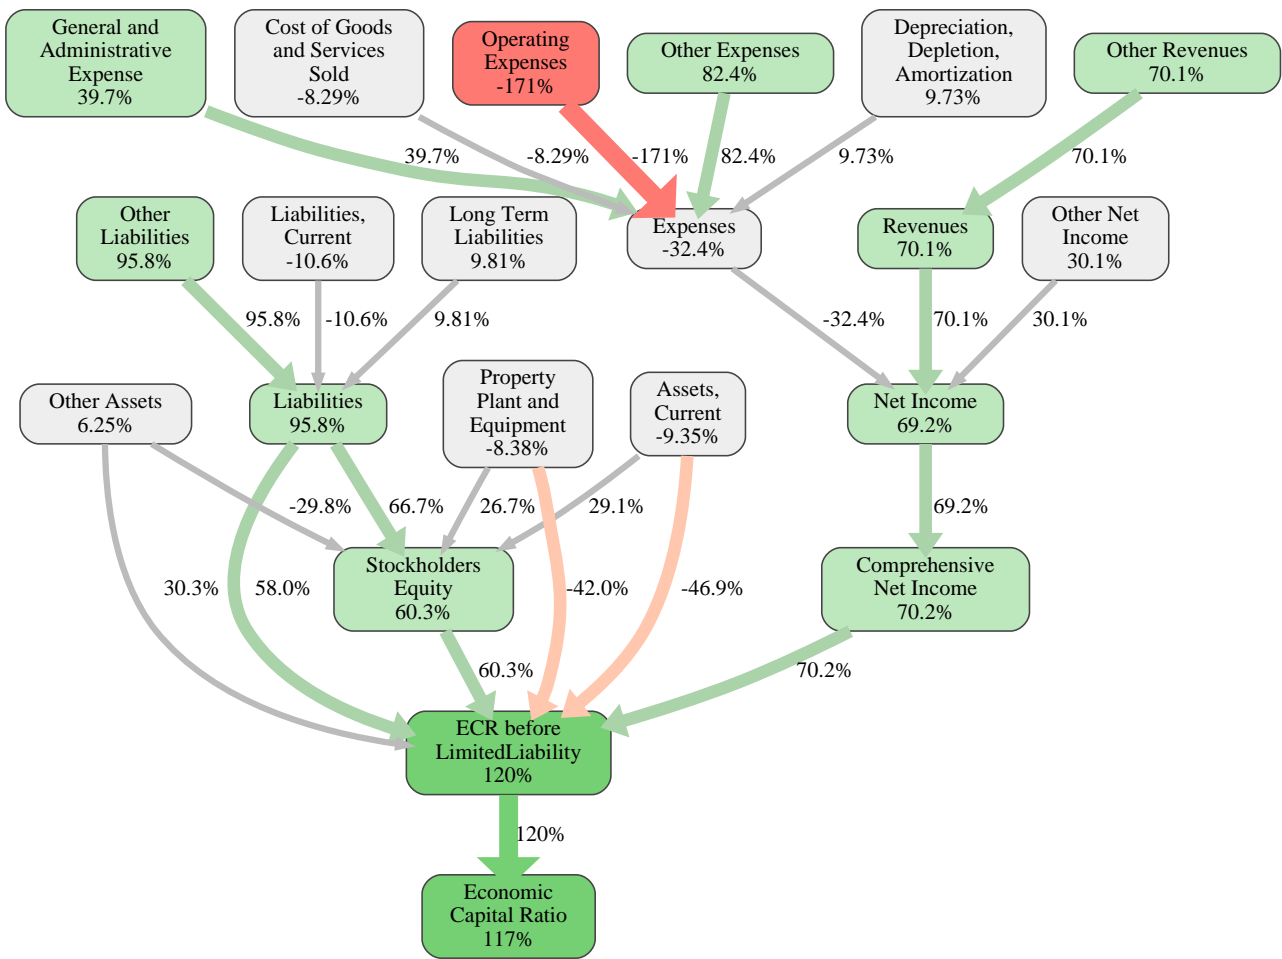 General and
Administrative
Expense
39.7%
Cost of Goods
and Services
Sold
-8.29%
Operating
Expenses
-171%
Other Expenses
82.4%
Depreciation,
Depletion,
Amortization
9.73%
Other Revenues
70.1%
39.7%
-8.29%
-171%
82.4%
9.73%
70.1%
Other
Liabilities
95.8%
Liabilities,
Current
-10.6%
Long Term
Liabilities
9.81%
Expenses
-32.4%
Revenues
70.1%
Other Net
Income
30.1%
95.8%
-10.6%
9.81%
-32.4%
70.1%
30.1%
Other Assets
6.25%
Liabilities
95.8%
Property
Plant and
Equipment
-8.38%
Assets,
Current
-9.35%
Net Income
69.2%
-29.8%
66.7%
26.7%
29.1%
69.2%
30.3%
58.0%
Stockholders
Equity
60.3%
-42.0%
-46.9%
Comprehensive
Net Income
70.2%
60.3%
70.2%
ECR before
LimitedLiability
120%
120%
Economic
Capital Ratio
117%